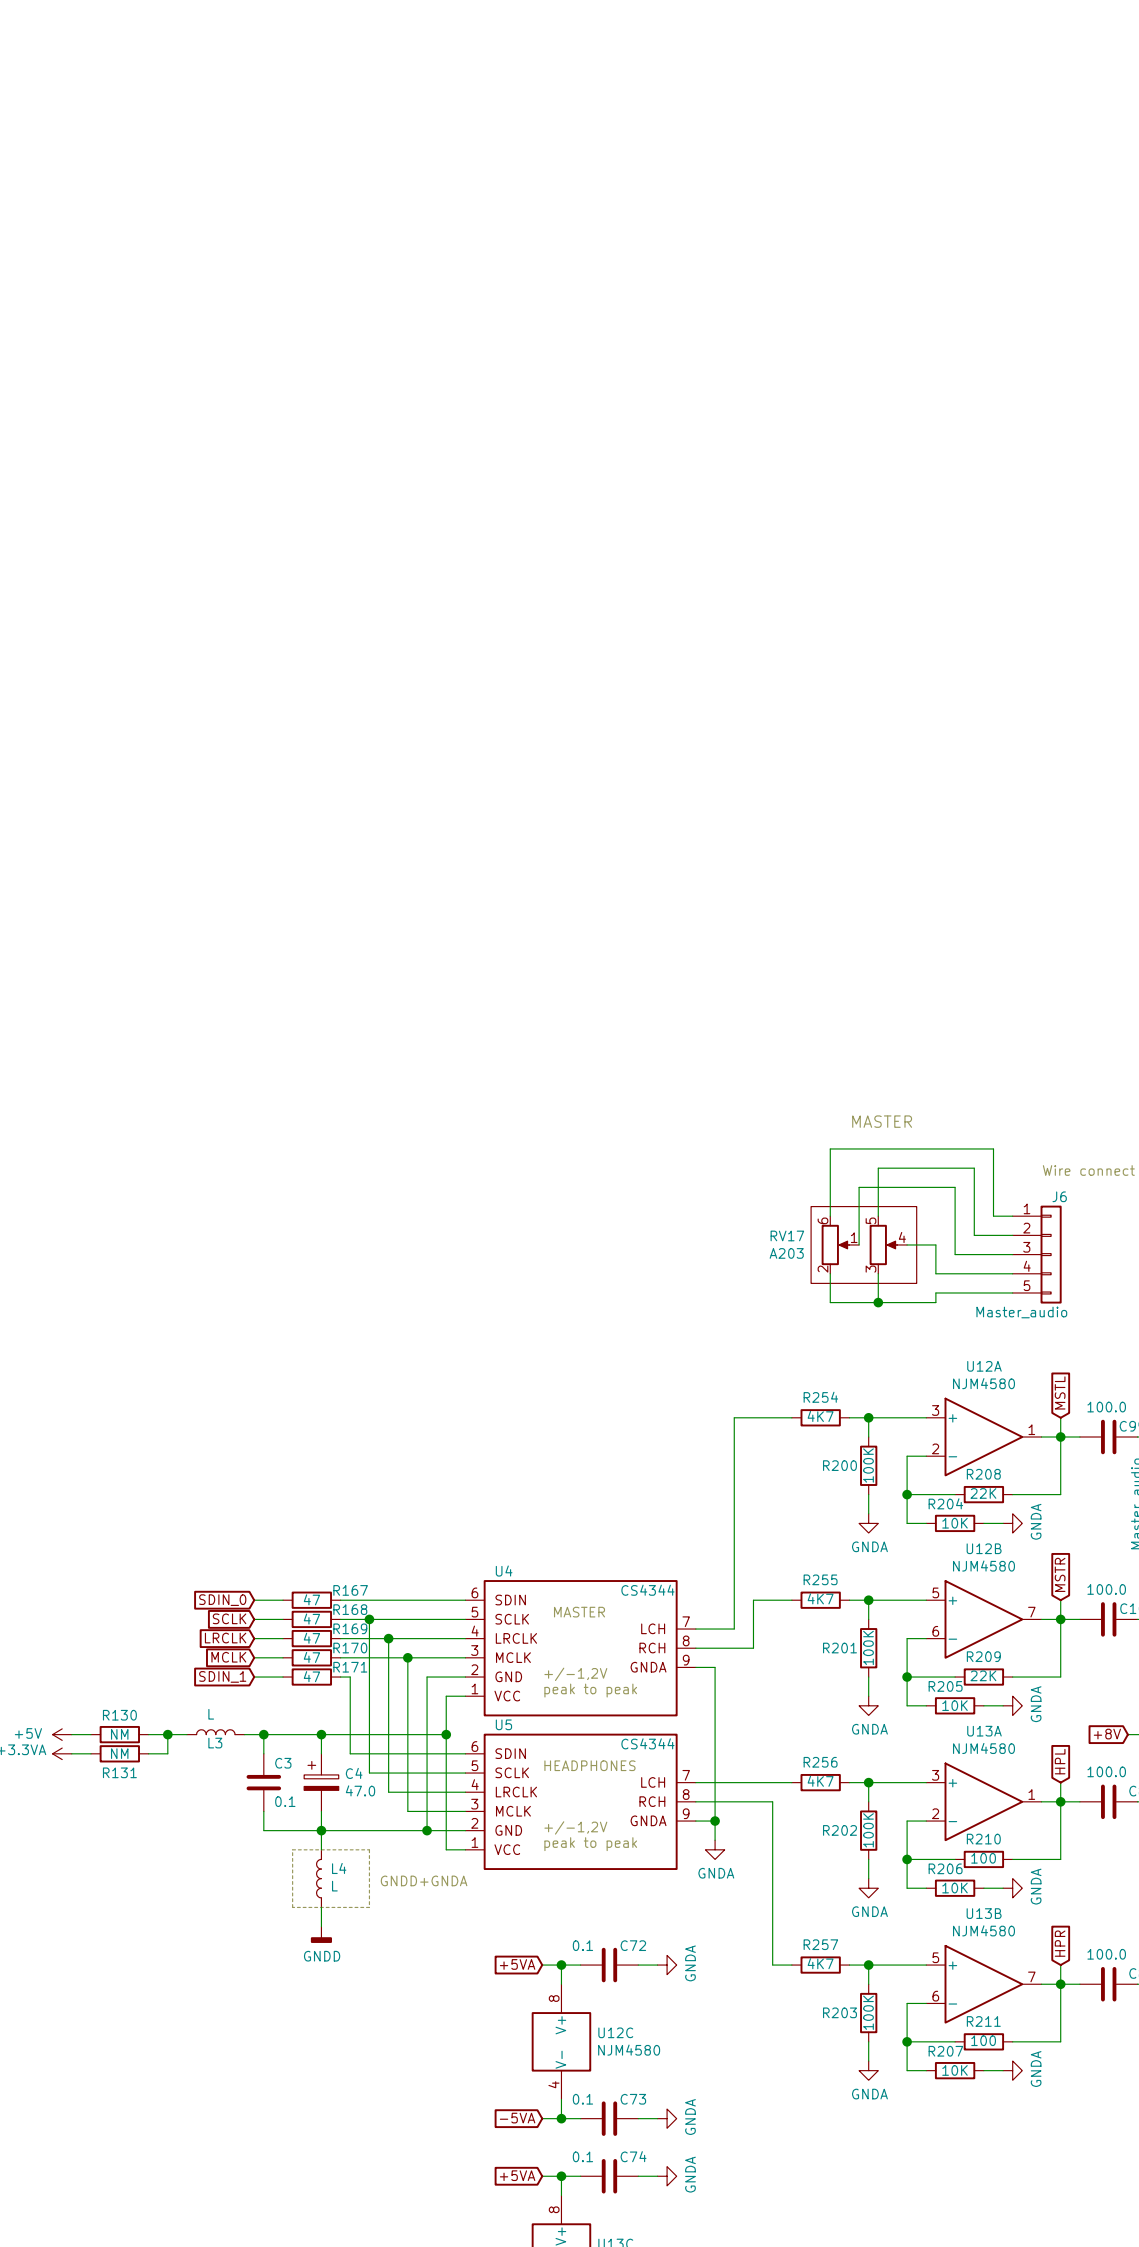 MASTER
Wire connect
J6
RV17
A203
6
5
1
4
2
3
1
2
3
4
5
Master_audio
U12A
NJM4580
MSTL
R254
4K7
3
+
2
−
1
100.0
R200
100K
R208
22K
R204
10K
GNDA
GNDA
Master_audio
U12B
NJM4580
MSTR
R255
4K7
5
+
6
−
7
100.0
R201
100K
R209
22K
R205
10K
GNDA
GNDA
U4
CS4344
MASTER
SDIN_0
47
R167
6
SDIN
SCLK
47
R168
5
SCLK
LRCLK
47
R169
4
LRCLK
MCLK
47
R170
3
MCLK
SDIN_1
47
R171
2
GND
1
VCC
LCH
7
RCH
8
GNDA
9
+/−1,2V
peak to peak
+5V
+3.3VA
R130
NM
NM
R131
L
L3
C3
0.1
+
C4
47.0
L4
L
GNDD+GNDA
GNDD
U5
CS4344
HEADPHONES
6
SDIN
5
SCLK
4
LRCLK
3
MCLK
2
GND
1
VCC
LCH
7
RCH
8
GNDA
9
+/−1,2V
peak to peak
GNDA
U13A
NJM4580
HPL
+8V
R256
4K7
3
+
2
−
1
100.0
R202
100K
R210
100
R206
10K
GNDA
GNDA
U13B
NJM4580
HPR
R257
4K7
5
+
6
−
7
100.0
R203
100K
R211
100
R207
10K
GNDA
GNDA
+5VA
0.1
C72
GNDA
8
V+
U12C
NJM4580
V−
4
−5VA
0.1
C73
GNDA
+5VA
0.1
C74
GNDA
8
V+
U13C